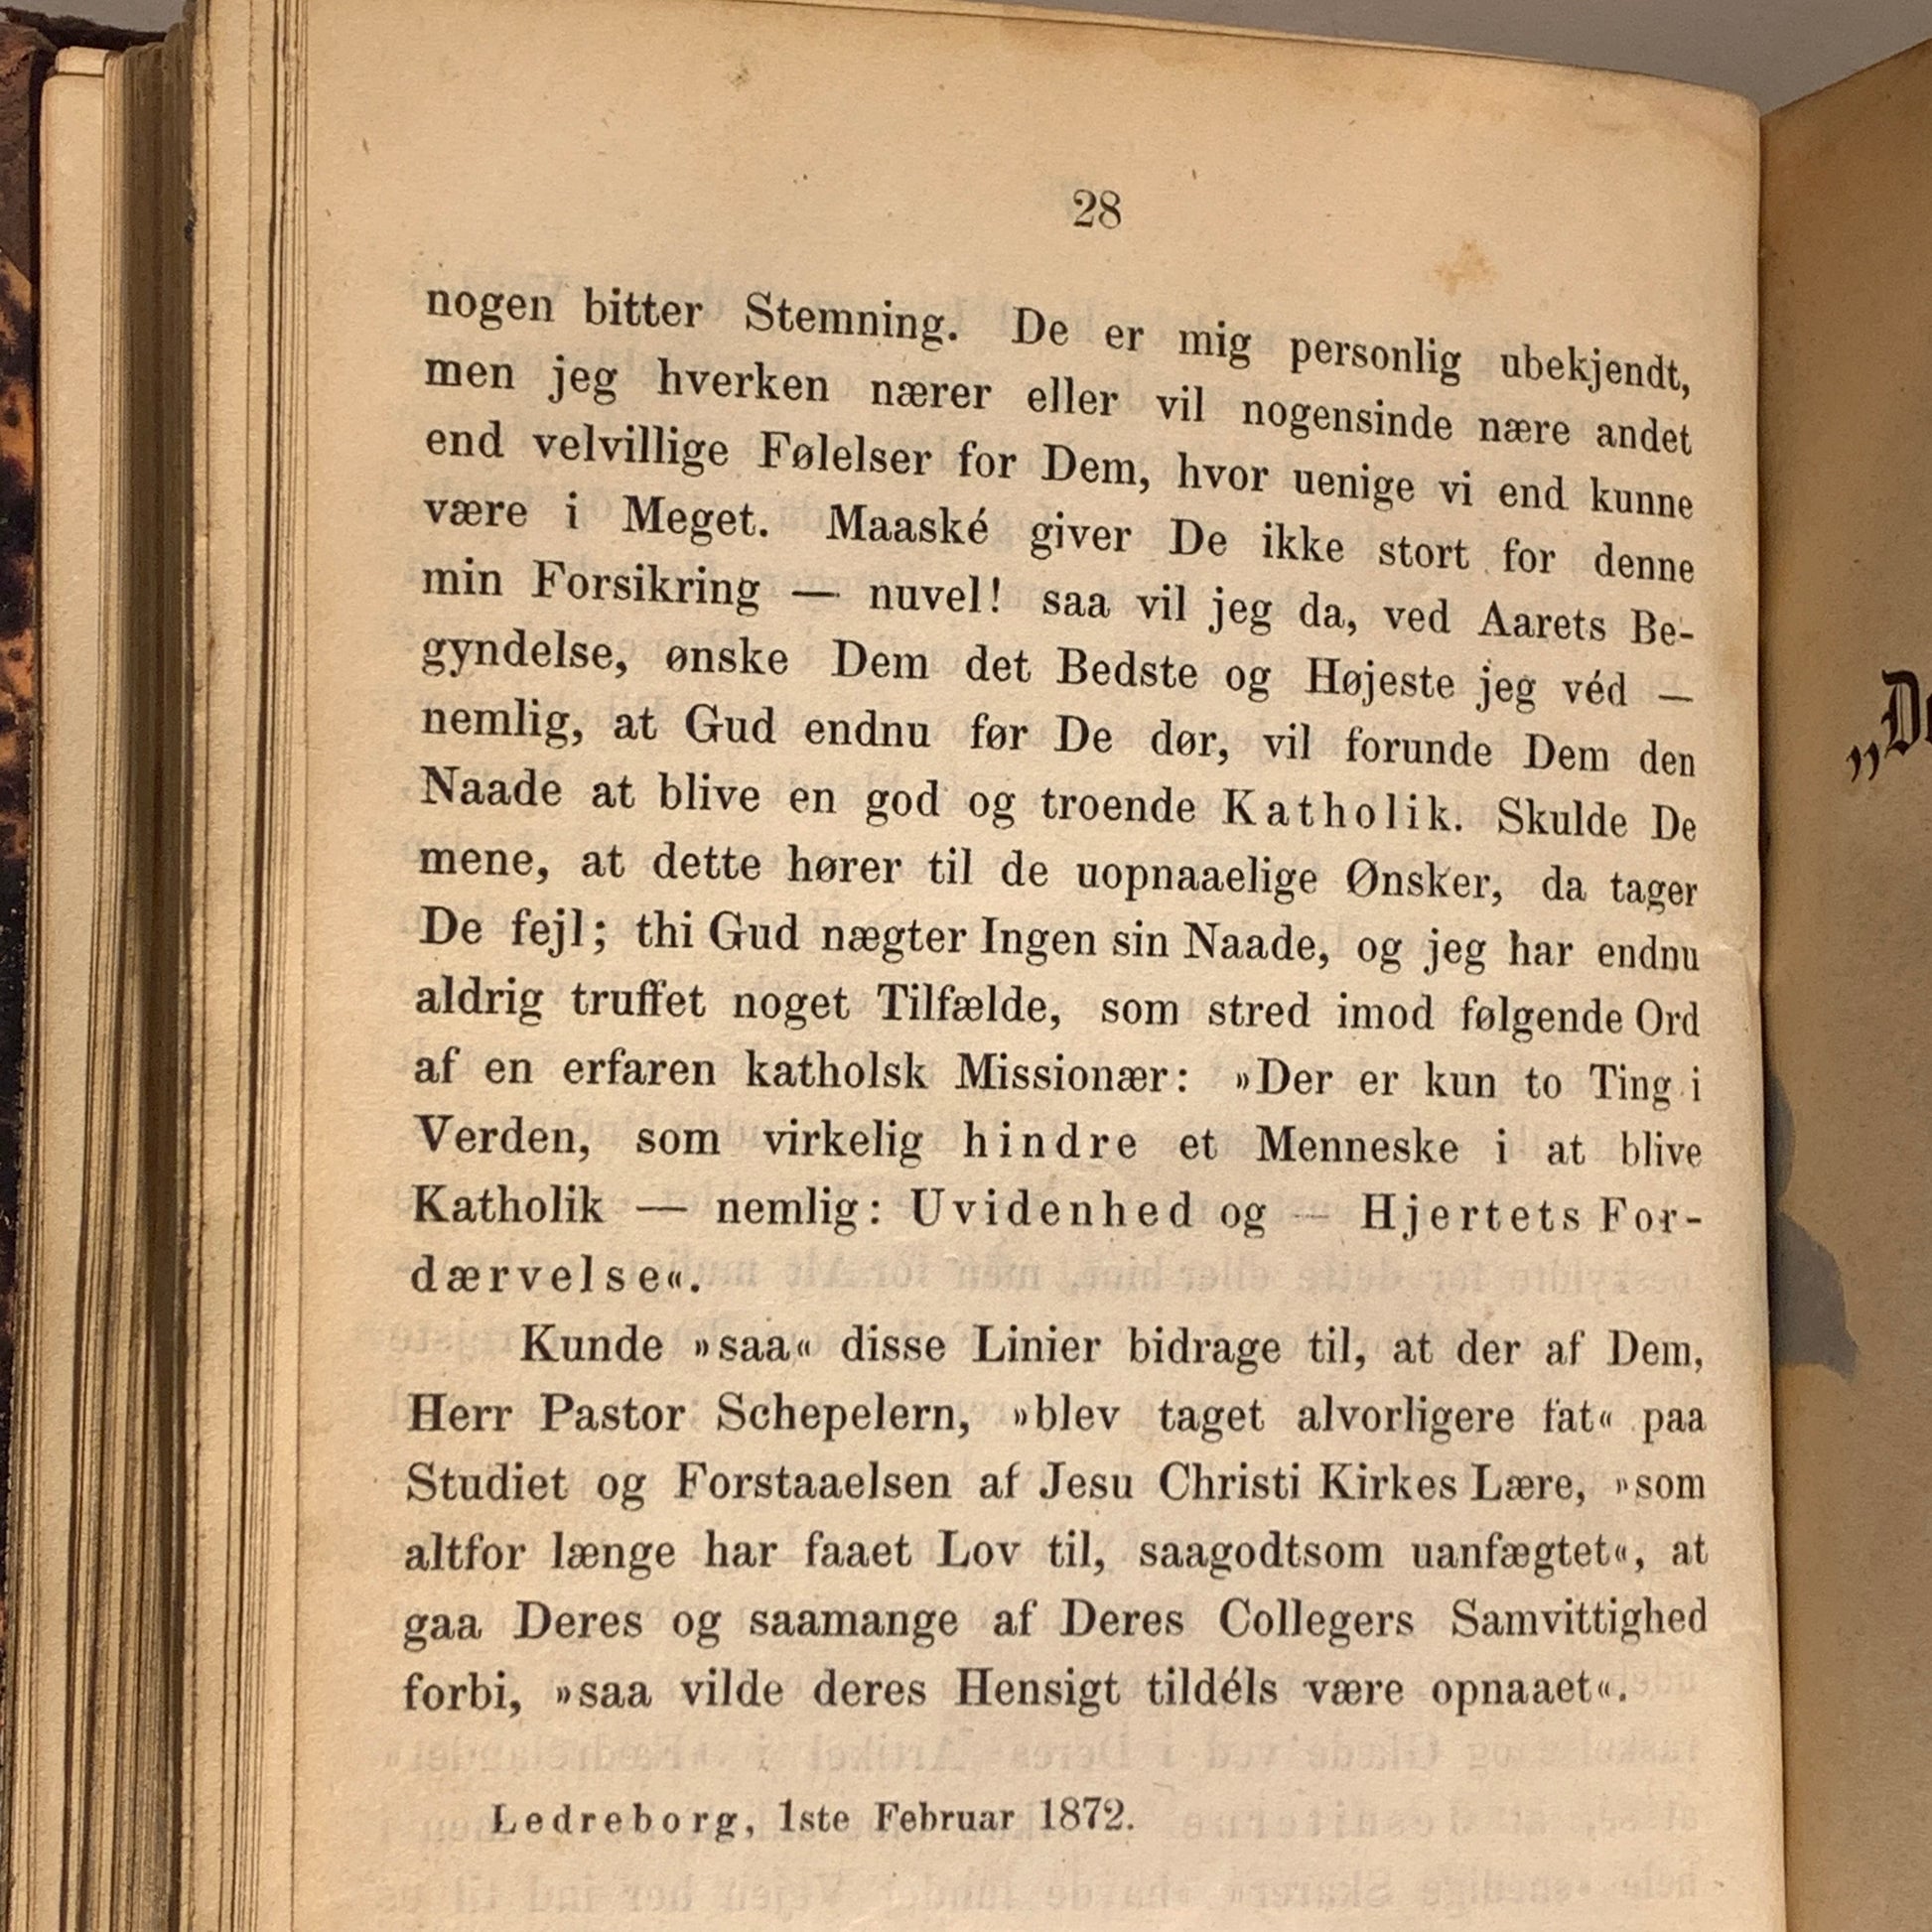 28
nogen bitter Stemning. De er mig personlig ubekjendt,
men jeg hverken nærer eller vil nogensinde nære andet
end velvillige Følelser for Dem, hvor uenige vi end kunne
være i Meget. Maaské giver De ikke stort for denne
min Forsikring — nuvel! saa vil jeg da, ved Aarets Be-
gyndelse, ønske Dem det Bedste og Højeste jeg véd —
nemlig, at Gud endnu før De dør, vil forunde Dem den
Naade at blive en god og troende Katholik. Skulde De
mene, at dette hører til de uopnaaelige Ønsker, da tager
De fejl; thi Gud nægter Ingen sin Naade, og jeg har endnu
aldrig truffet noget Tilfælde, som stred imod følgende Ord
af en erfaren katholsk Missionær: »Der er kun to Ting i
Verden, som virkelig hindre et Menneske i at blive
Katholik — nemlig: Uvidenhed og — Hjertets For-
dærvelse«.
Kunde »saa« disse Linier bidrage til, at der af Dem,
Herr Pastor Schepelern, »blev taget alvorligere fat« paa
Studiet og Forstaaelsen af Jesu Christi Kirkes Lære, »som
altfor længe har faaet Lov til, saagodtsom uanfægtet«, at
gaa Deres og saamange af Deres Collegers Samvittighed
forbi, »saa vilde deres Hensigt tildéls være opnaaet«.
Ledreborg, 1ste Februar 1872.